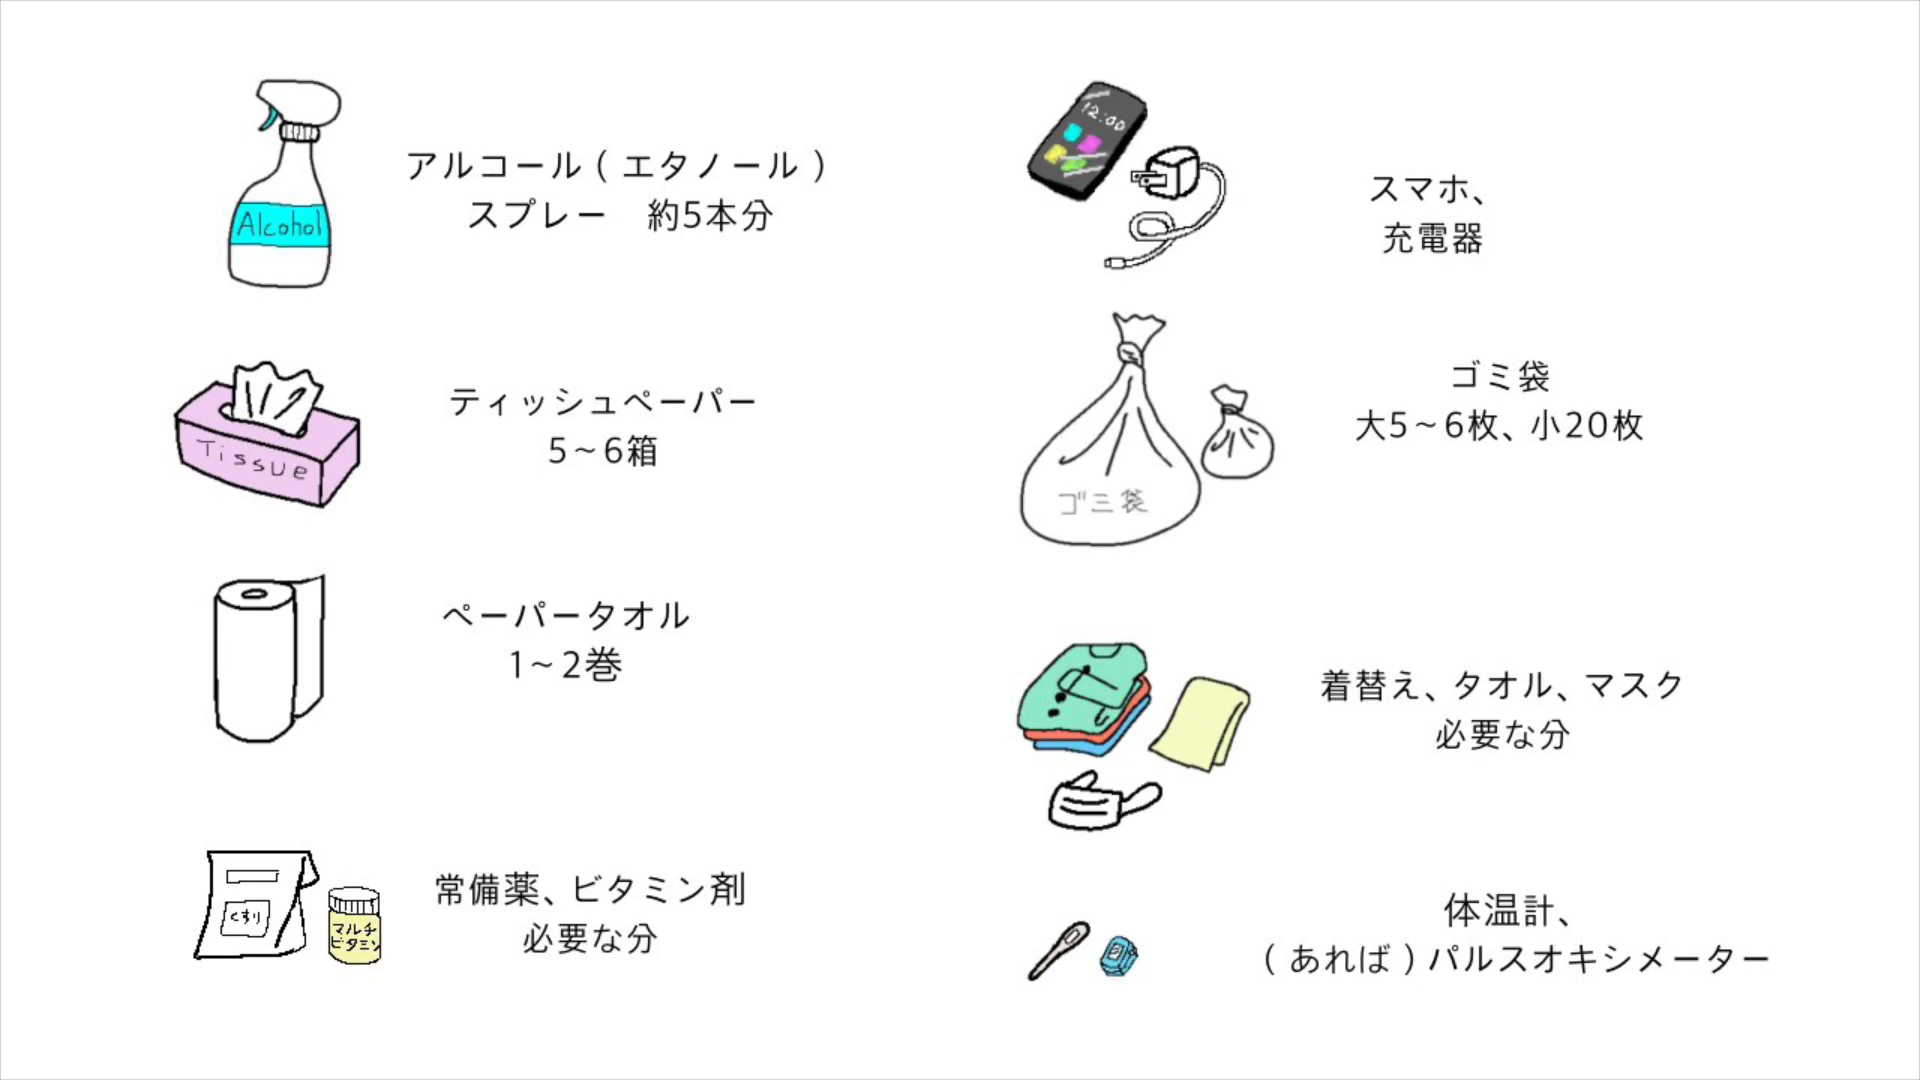 Alcohol
アルコール（エタノール）
スプレー　約5本分
Tissue
ティッシュペーパー
5~6箱
ペーパータオル
1~2巻
くすり
マルチ
ビタミン
常備薬、ビタミン剤
必要な分
12:00
スマホ、
充電器
ゴミ袋
ゴミ袋
大5~6枚、小20枚
着替え、タオル、マスク
必要な分
体温計、
（あれば）パルスオキシメーター